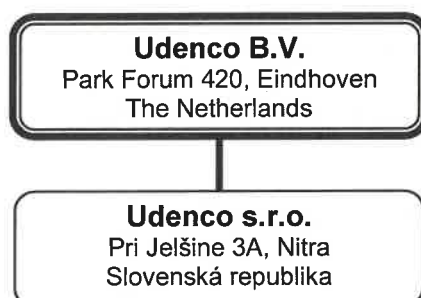 Udenco B.V.
Park Forum 420, Eindhoven
The Netherlands
Udenco s.r.o.
Pri Jelšine 3A, Nitra
Slovenská republika